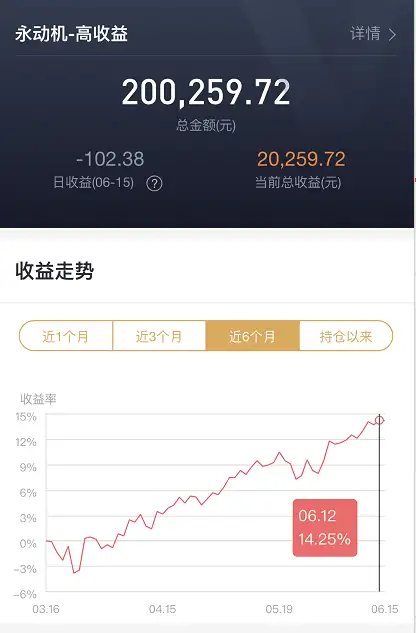 永动机-高收益 详情
200,259.72
总金额(元)
-102.38 20,259.72
日收益(06-15) ? 当前总收益(元)
收益走势
近1个月 近3个月 近6个月 持仓以来
收益率
15%
12%
9%
6%
3%
0%
-3%
-6%
06.12
14.25%
03.16 04.15 05.19 06.15